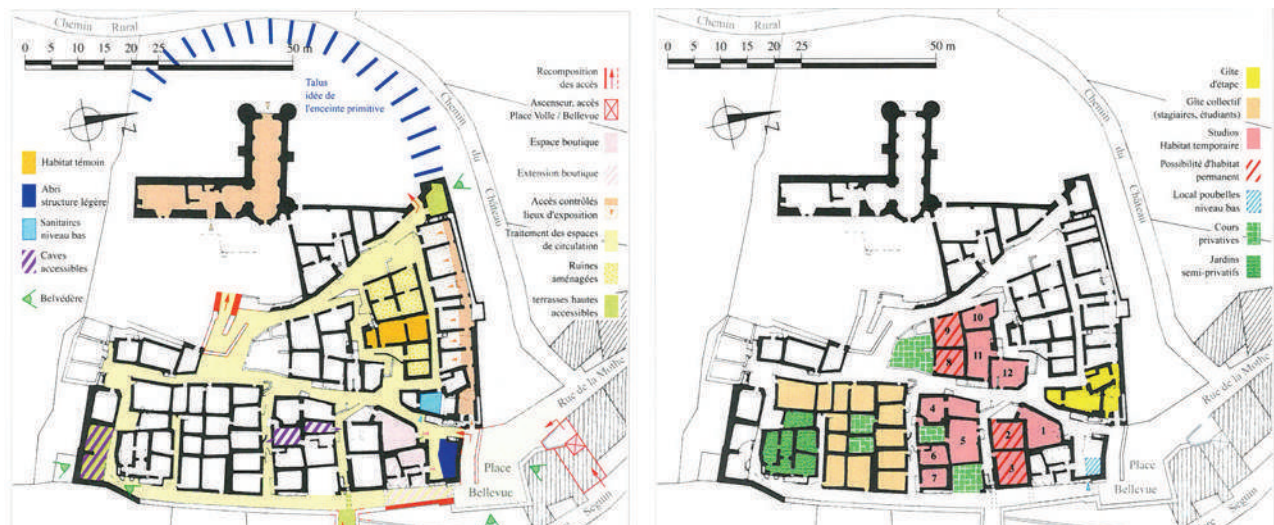 Chemin Rural
0 5 10 15 20 25 50 m
Talus
idée de
l'enceinte primitive
Chemin
du
Château
N
Habitat témoin
Abri
structure légère
Sanitaires
niveau bas
Caves
accessibles
Belvédère
Recomposition
des accès
Ascenseur, accès
Place Volle / Bellevue
Espace boutique
Extension boutique
Accès contrôlés
lieux d'exposition
Traitement des espaces
de circulation
Ruines
aménagées
terrasses hautes
accessibles
Rue de la Mothe
Place
Bellevue
Seguin
Chemin Rural
0 5 10 15 20 25 50 m
Chemin
du
Château
N
Gîte
d'étape
Gîte collectif
(stagiaires, étudiants)
Studios
Habitat temporaire
Possibilité d'habitat
permanent
Local poubelles
niveau bas
Cours
privatives
Jardins
semi-privatifs
9 10
8 11
12
4
5
2
1
6
3
7
Rue de la Mothe
Place
Bellevue
Seguin